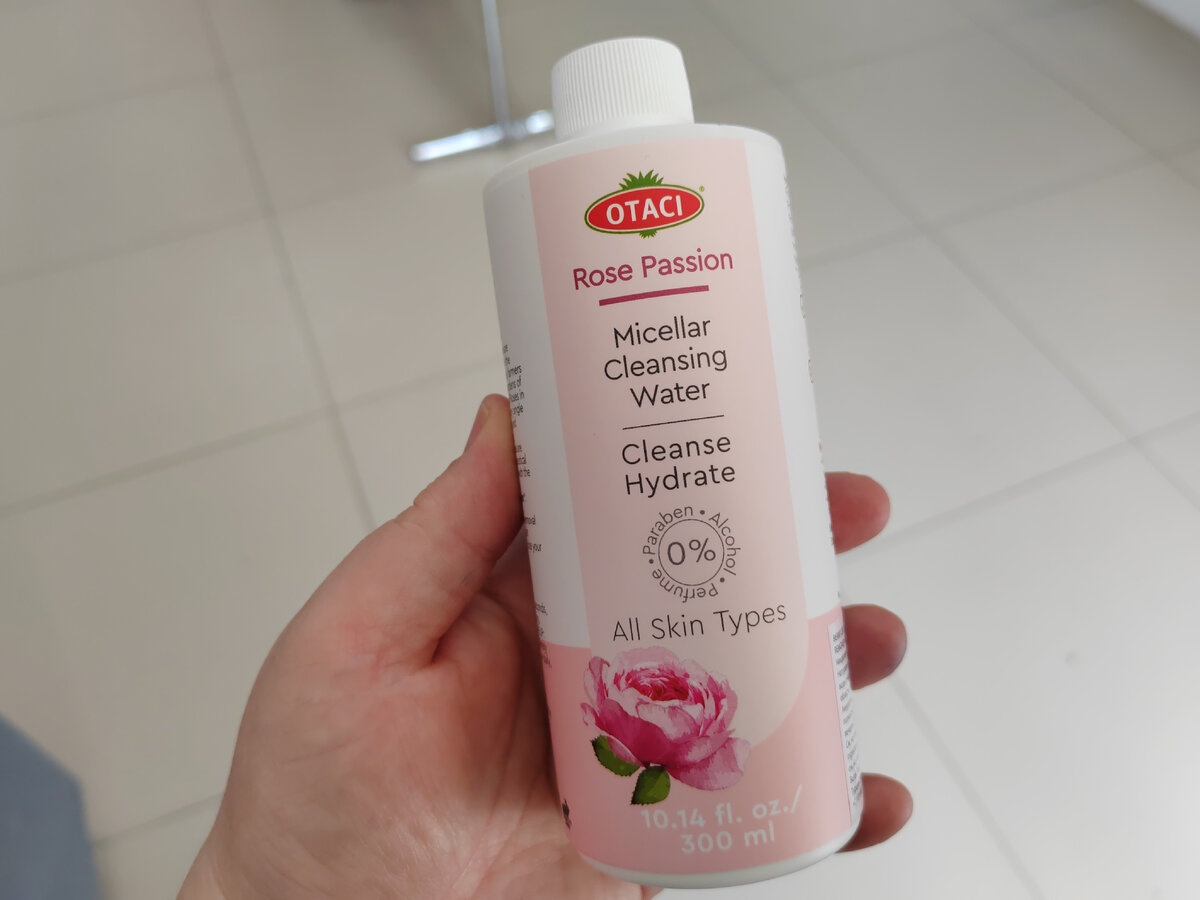 OTACI
Rose Passion
Micellar
Cleansing
Water
Cleanse
Hydrate
Paraben • Alcohol • Perfume •
0%
All Skin Types
10.14 fl. oz./
300 ml